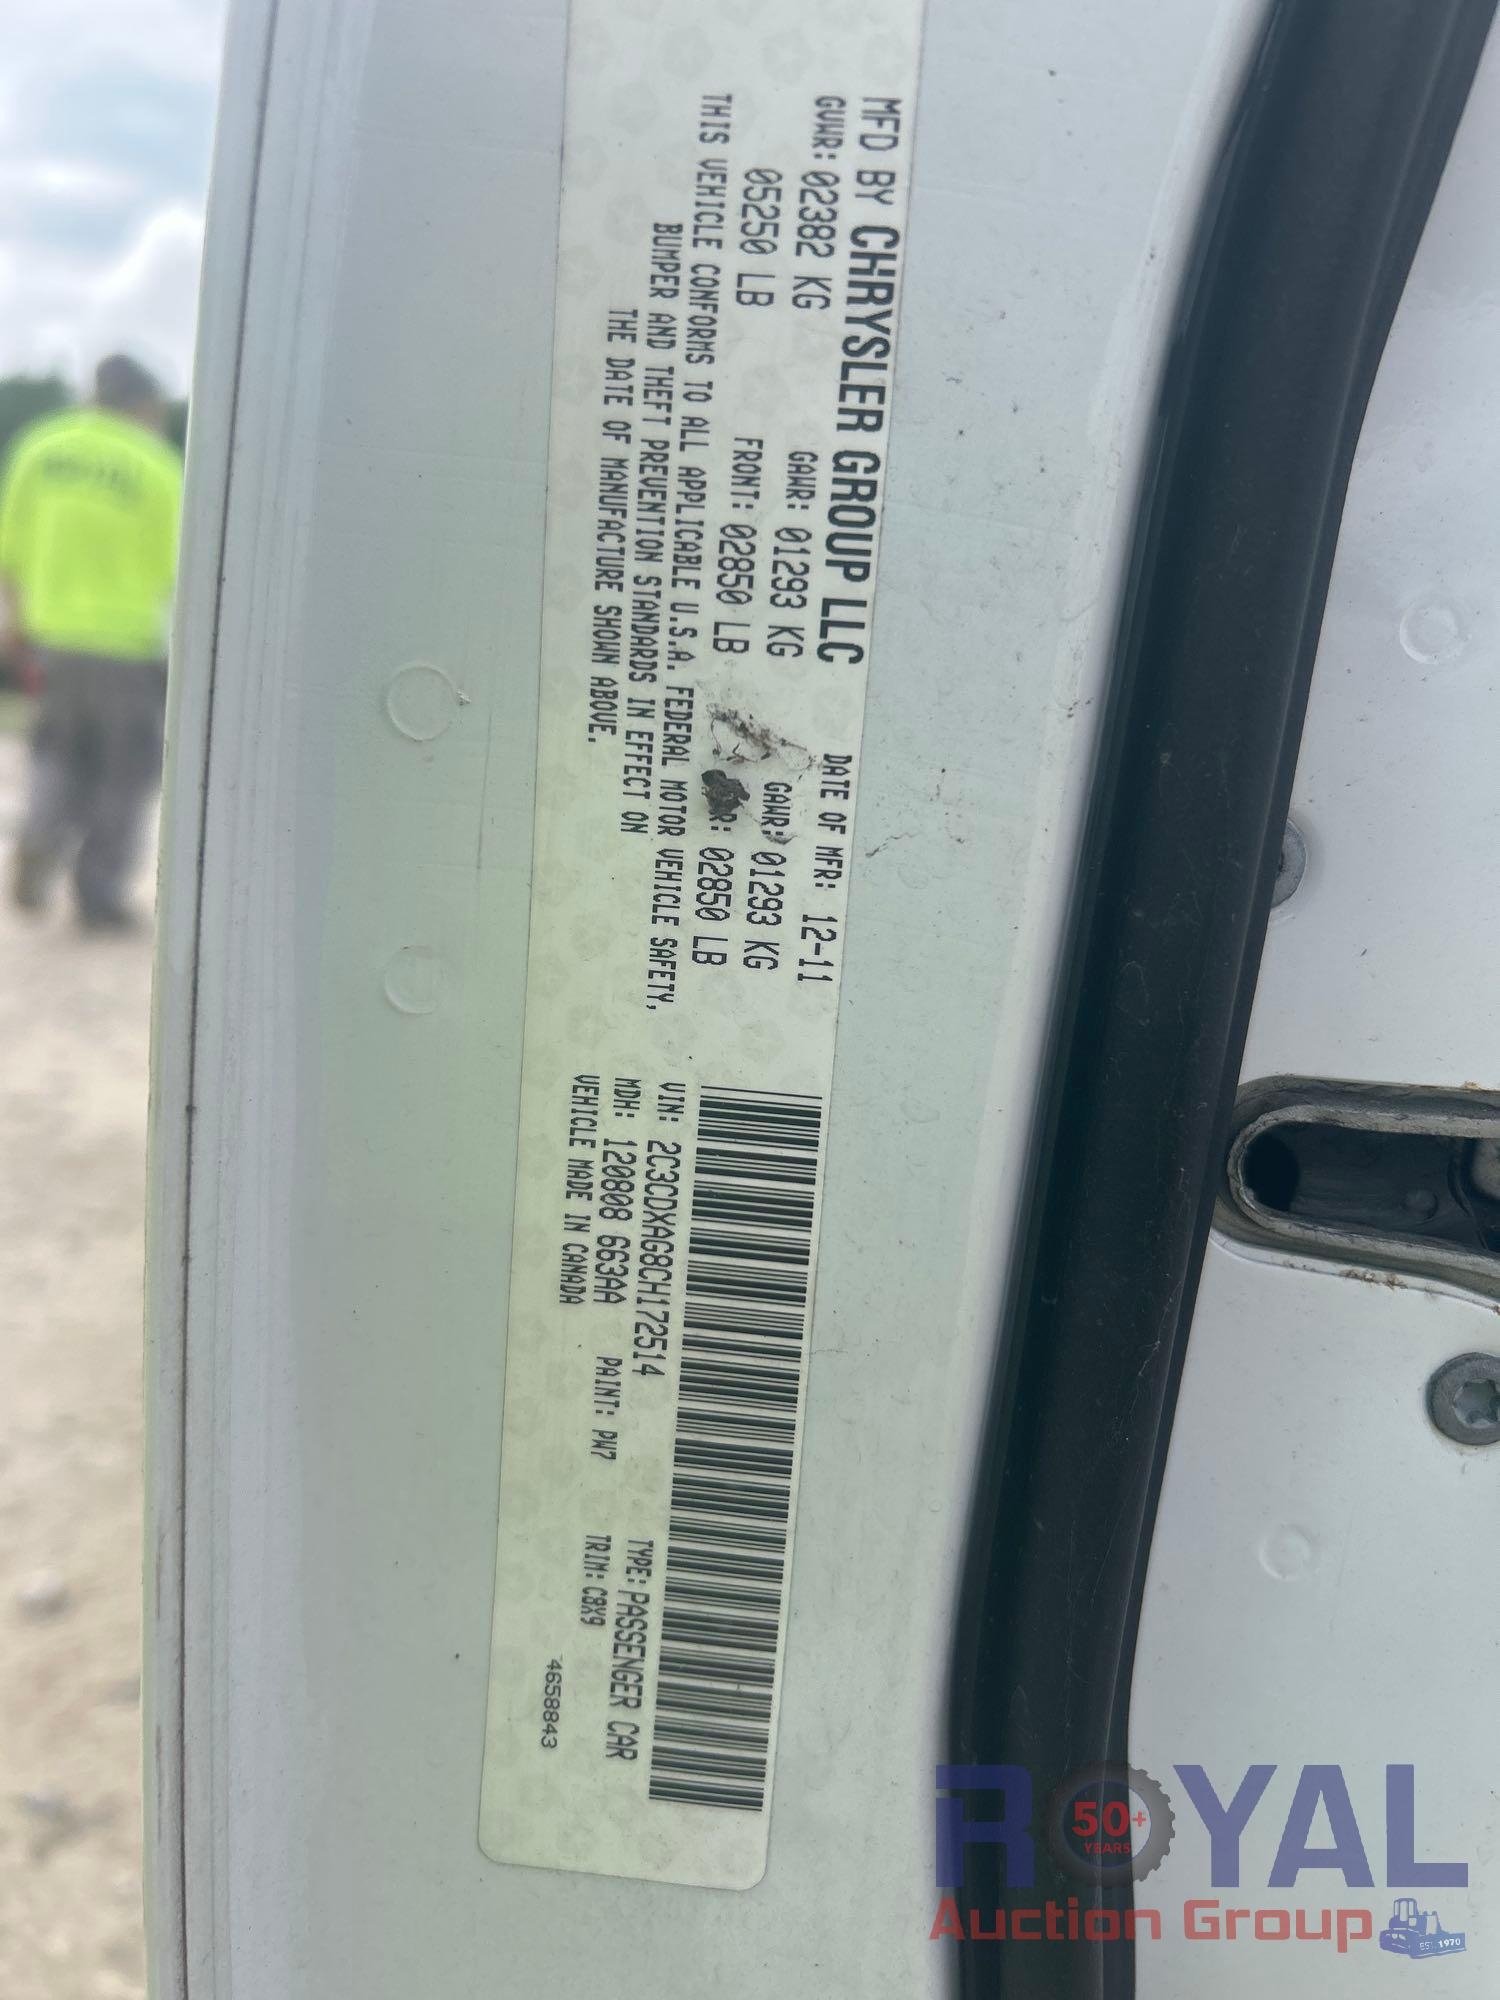 MFD BY CHRYSLER GROUP LLC
DATE OF MFR: 12-11
GVWR: 02382 KG
GAWR: 01293 KG
GAWR: 01293 KG
05250 LB
FRONT: 02850 LB
R: 02850 LB
THIS VEHICLE CONFORMS TO ALL APPLICABLE U.S.A. FEDERAL MOTOR VEHICLE SAFETY,
BUMPER AND THEFT PREVENTION STANDARDS IN EFFECT ON
THE DATE OF MANUFACTURE SHOWN ABOVE.
VIN: 2C3CDXAG8CH172514
TYPE: PASSENGER CAR
MDH: 120808 663AA
PAINT: PW7
TRIM: C8X9
VEHICLE MADE IN CANADA
4658843
ROYAL
50+
YEARS
Auction Group
EST. 1970